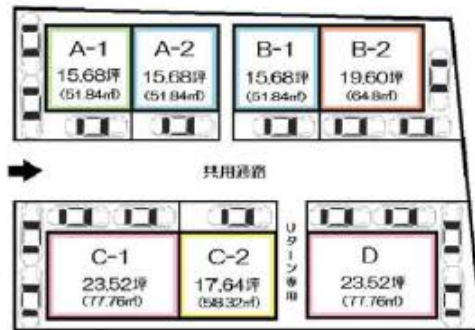 A-1
15.68坪
(51.84㎡)
A-2
15.68坪
(51.84㎡)
B-1
15.68坪
(51.84㎡)
B-2
19.60坪
(64.8㎡)
共用通路
C-1
23.52坪
(77.76㎡)
C-2
17.64坪
(58.32㎡)
Uターン専用
D
23.52坪
(77.76㎡)